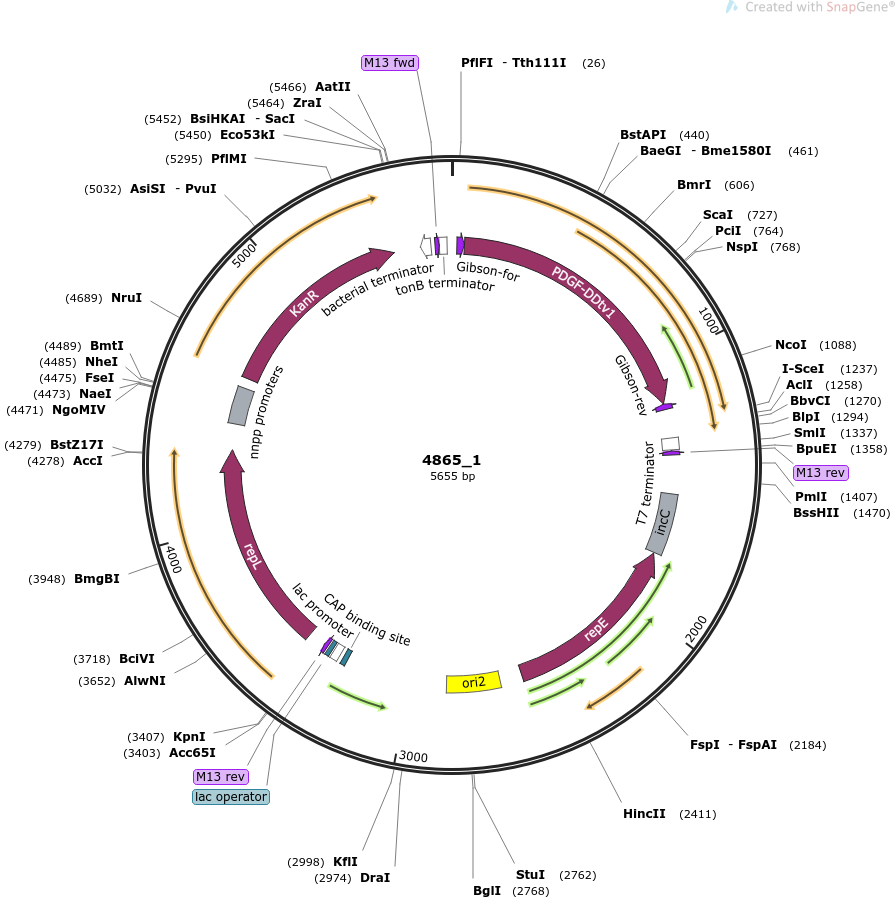 Created with SnapGene®
M13 fwd
PflFI - Tth111I (26)
(5466) AatII
(5464) ZraI
(5452) BsiHKAI - SacI
(5450) Eco53kI
(5295) PflMI
(5032) AsiSI - PvuI
(4689) NruI
(4489) BmtI
(4485) NheI
(4475) FseI
(4473) NaeI
(4471) NgoMIV
(4279) BstZ17I
(4278) AccI
(3948) BmgBI
(3718) BciVI
(3652) AlwNI
(3407) KpnI
(3403) Acc65I
M13 rev
lac operator
(2998) KflI
(2974) DraI
BstAPI (440)
BaeGI - Bme1580I (461)
BmrI (606)
ScaI (727)
PciI (764)
NspI (768)
NcoI (1088)
I-SceI (1237)
AclI (1258)
BbvCI (1270)
BlpI (1294)
SmlI (1337)
BpuEI (1358)
M13 rev
PmlI (1407)
BssHII (1470)
FspI - FspAI (2184)
HincII (2411)
StuI (2762)
BglI (2768)
1000
2000
3000
4000
5000
KanR
bacterial terminator
tonB terminator
Gibson-for
PDGF-DDtv1
Gibson-rev
T7 terminator
incC
repE
ori2
CAP binding site
lac promoter
repL
nnpp promoters
4865_1
5655 bp